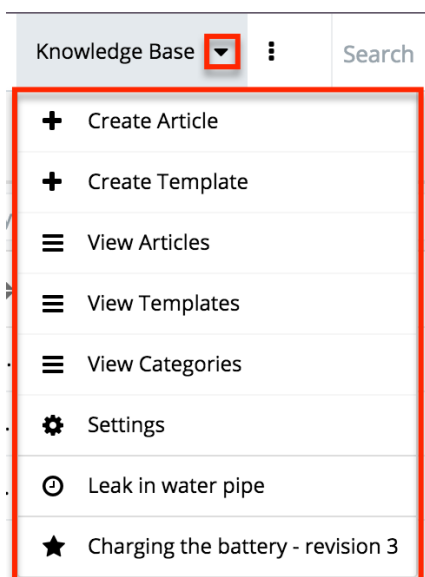 Knowledge Base
Search
Create Article
Create Template
View Articles
View Templates
View Categories
Settings
Leak in water pipe
Charging the battery - revision 3